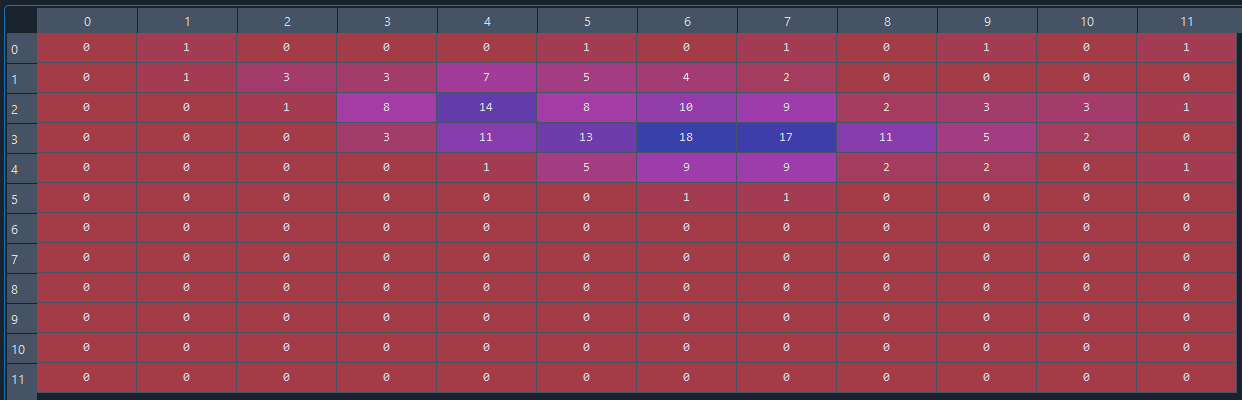 0 1 2 3 4 5 6 7 8 9 10 11
0 0 1 0 0 0 1 0 1 0 1 0 1
1 0 1 3 3 7 5 4 2 0 0 0 0
2 0 0 1 8 14 8 10 9 2 3 3 1
3 0 0 0 3 11 13 18 17 11 5 2 0
4 0 0 0 0 1 5 9 9 2 2 0 1
5 0 0 0 0 0 0 1 1 0 0 0 0
6 0 0 0 0 0 0 0 0 0 0 0 0
7 0 0 0 0 0 0 0 0 0 0 0 0
8 0 0 0 0 0 0 0 0 0 0 0 0
9 0 0 0 0 0 0 0 0 0 0 0 0
10 0 0 0 0 0 0 0 0 0 0 0 0
11 0 0 0 0 0 0 0 0 0 0 0 0